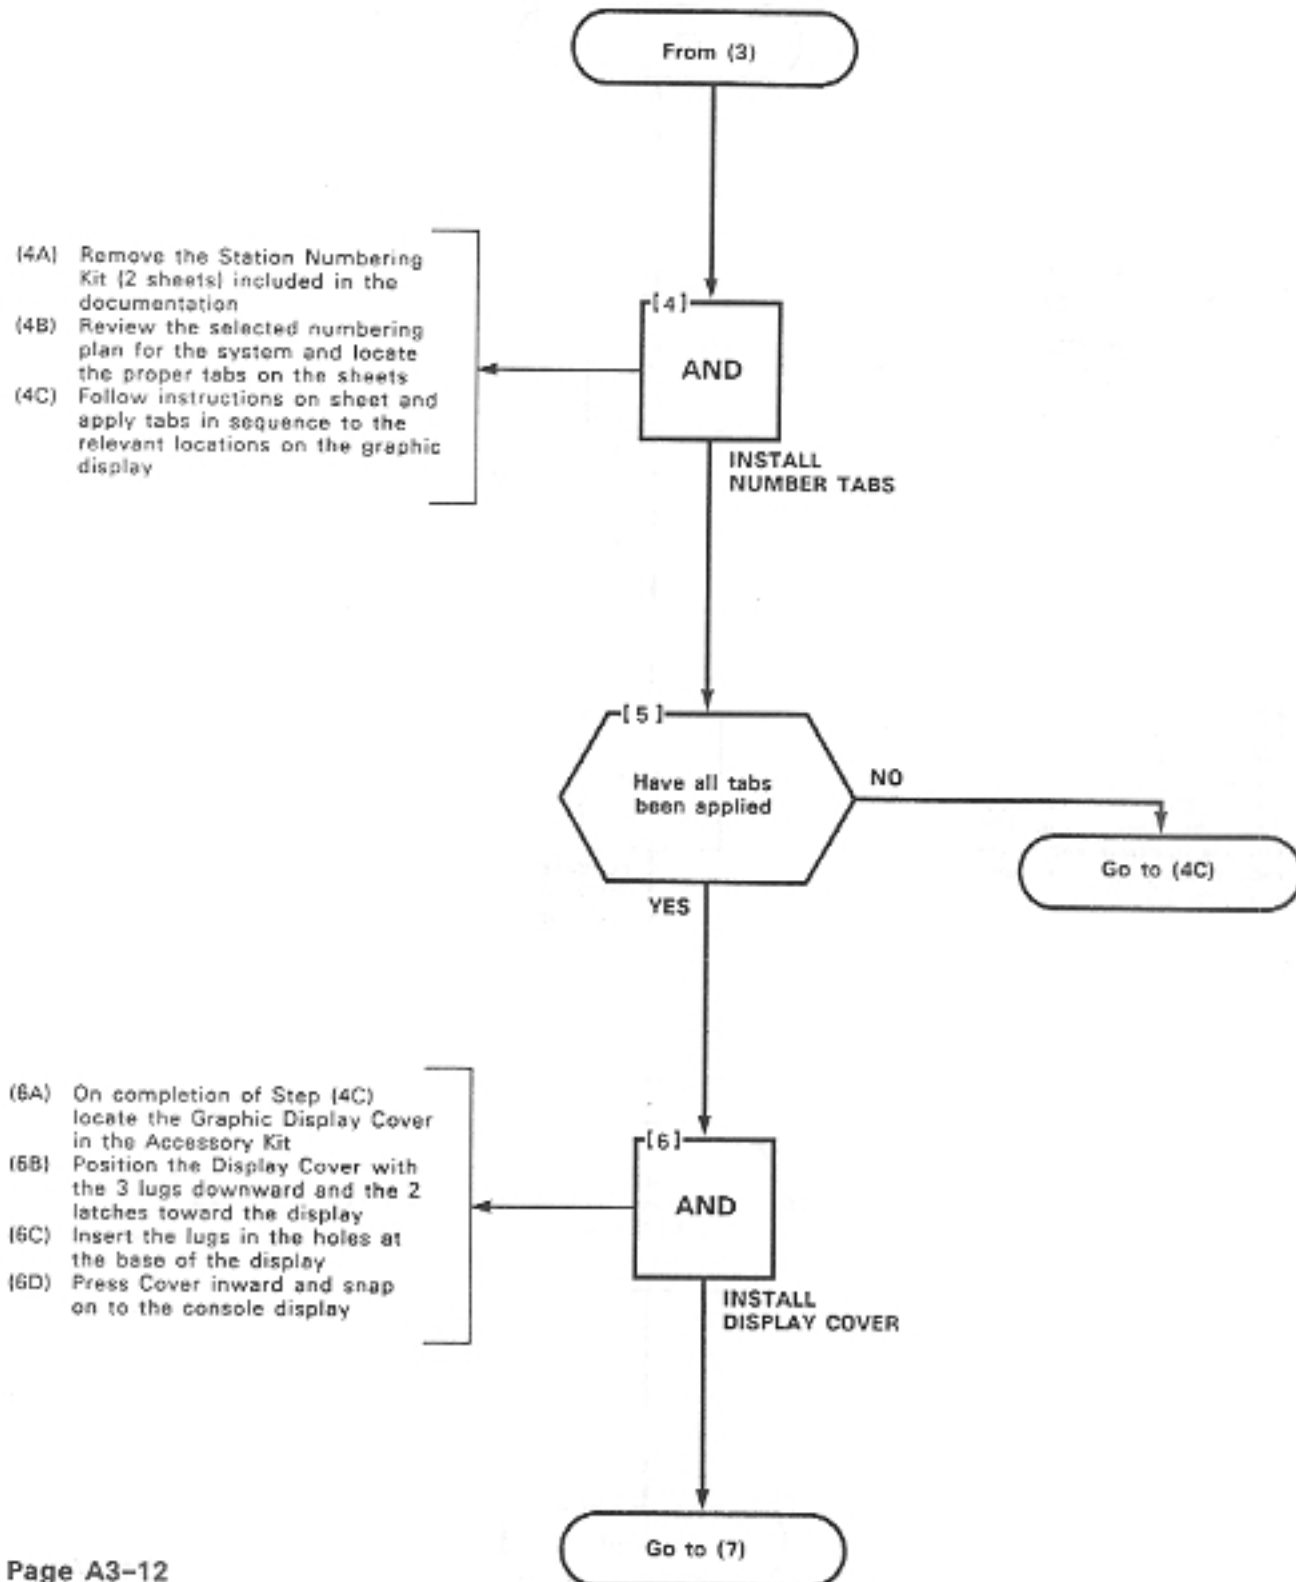 From (3)
(4A) Remove the Station Numbering
Kit (2 sheets) included in the
documentation
(4B) Review the selected numbering
plan for the system and locate
the proper tabs on the sheets
(4C) Follow instructions on sheet and
apply tabs in sequence to the
relevant locations on the graphic
display
[4]
AND
INSTALL
NUMBER TABS
[5]
Have all tabs
been applied
NO
Go to (4C)
YES
(6A) On completion of Step (4C)
locate the Graphic Display Cover
in the Accessory Kit
(6B) Position the Display Cover with
the 3 lugs downward and the 2
latches toward the display
(6C) Insert the lugs in the holes at
the base of the display
(6D) Press Cover inward and snap
on to the console display
[6]
AND
INSTALL
DISPLAY COVER
Go to (7)
Page A3-12